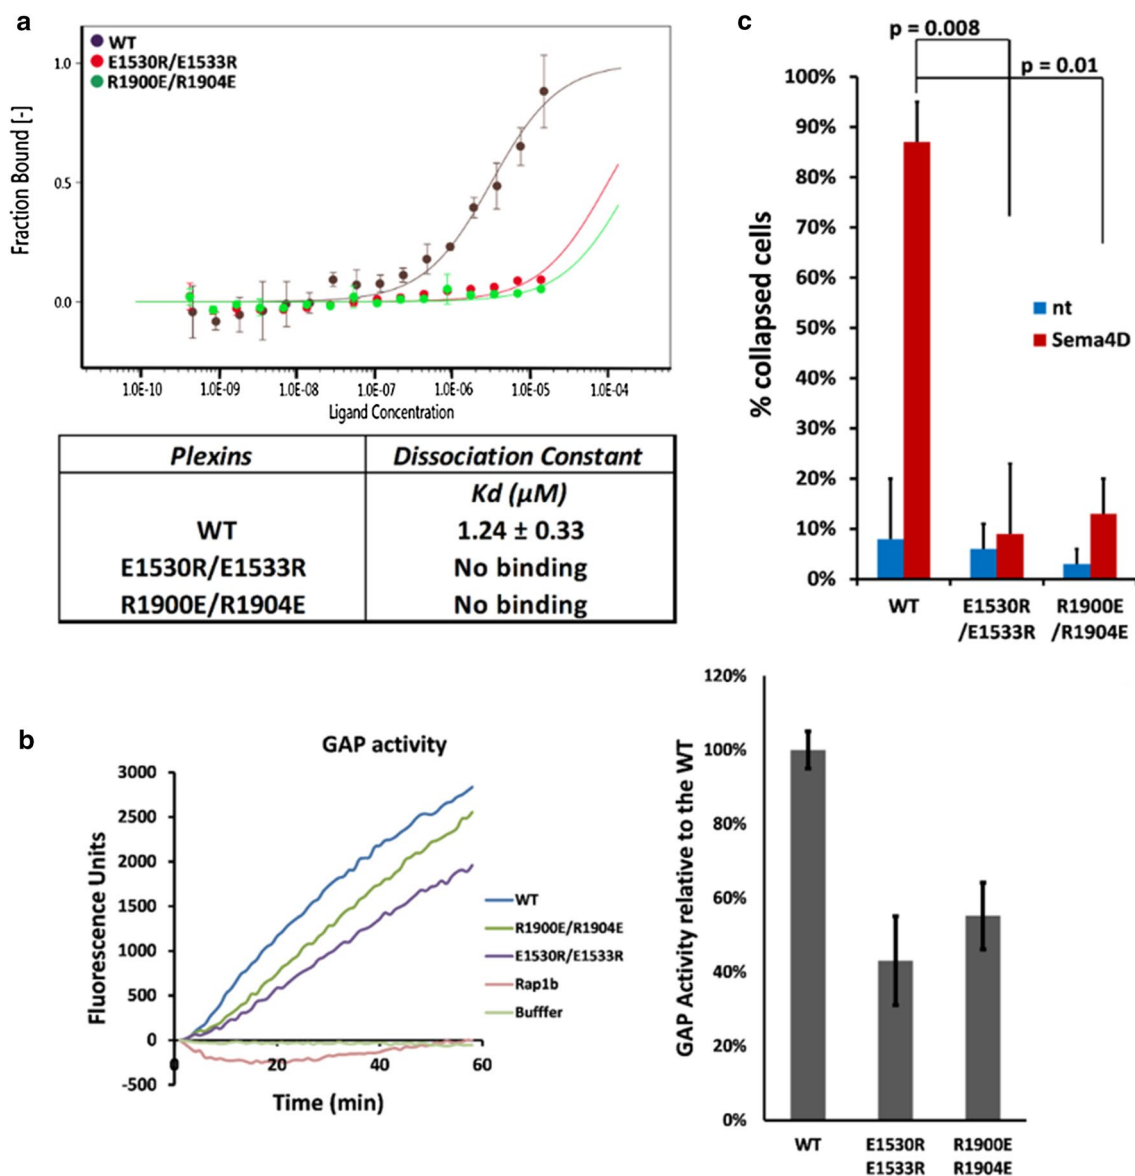 a
WT
E1530R/E1533R
R1900E/R1904E
Fraction Bound [-]
1.0
0.5
0.0
1.0E-10 1.0E-09 1.0E-08 1.0E-07 1.0E-06 1.0E-05 1.0E-04
Ligand Concentration
Plexins Dissociation Constant
Kd (µM)
WT 1.24 ± 0.33
E1530R/E1533R No binding
R1900E/R1904E No binding
c
p = 0.008
p = 0.01
% collapsed cells
100%
90%
80%
70%
60%
50%
40%
30%
20%
10%
0%
nt
Sema4D
WT E1530R R1900E
/E1533R /R1904E
b
GAP activity
Fluorescence Units
3000
2500
2000
1500
1000
500
0
-500
0 20 40 60
Time (min)
WT
R1900E/R1904E
E1530R/E1533R
Rap1b
Bufffer
GAP Activity relative to the WT
120%
100%
80%
60%
40%
20%
0%
WT E1530R R1900E
E1533R R1904E